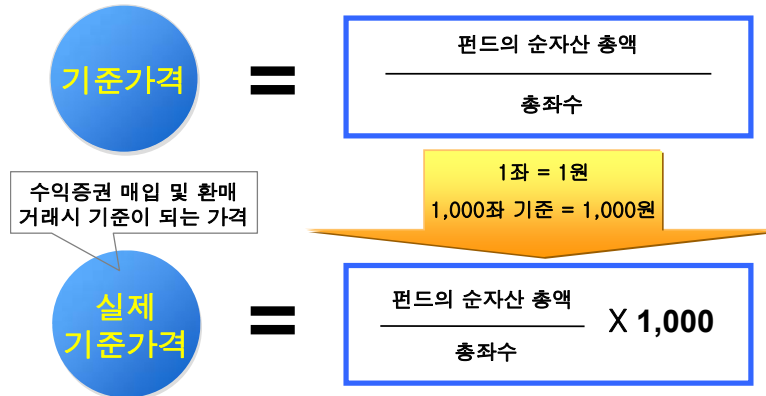 기준가격
=
펀드의 순자산 총액
총좌수
1좌 = 1원
1,000좌 기준 = 1,000원
수익증권 매입 및 환매
거래시 기준이 되는 가격
실제
기준가격
=
펀드의 순자산 총액
총좌수
X 1,000